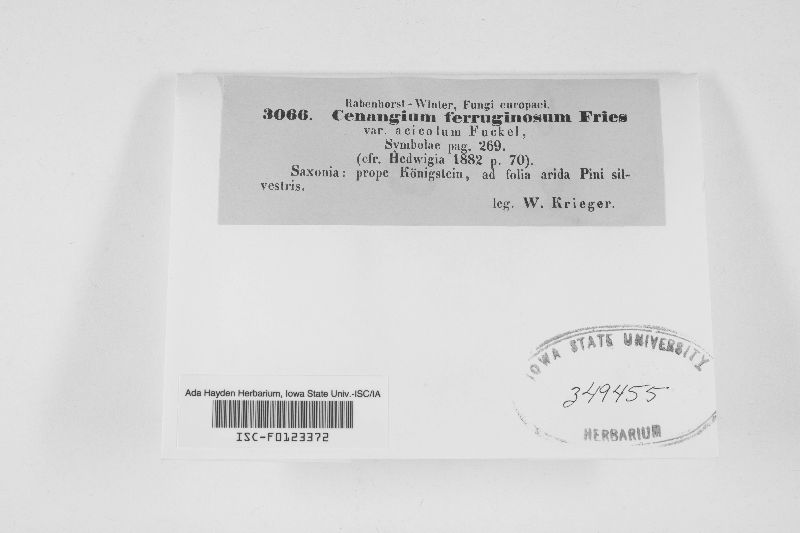 Rabenhorst-Winter, Fungi europaei.
3066. Cenangium ferruginosum Fries
var. acicolum Fuckel,
Symbolae pag. 269.
(cfr. Hedwigia 1882 p. 70).
Saxonia: prope Königstein, ad folia arida Pini sil-
vestris.
leg. W. Krieger.
IOWA STATE UNIVERSITY
349455
HERBARIUM
Ada Hayden Herbarium, Iowa State Univ.-ISC/IA
ISC-F0123372